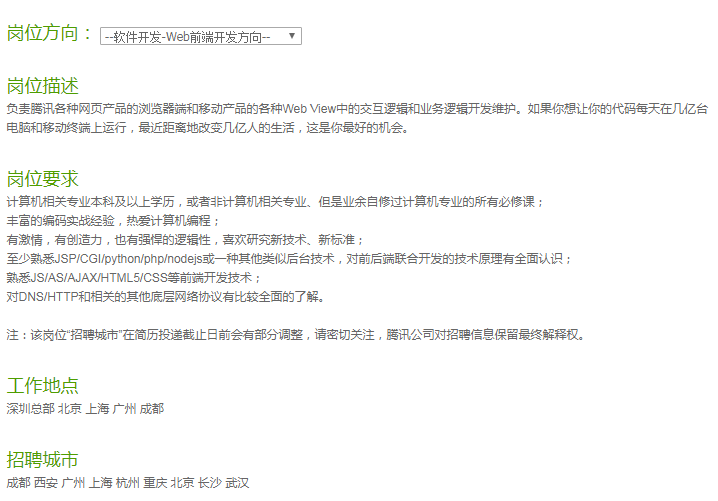 岗位方向： --软件开发-Web前端开发方向--
岗位描述
负责腾讯各种网页产品的浏览器端和移动产品的各种Web View中的交互逻辑和业务逻辑开发维护。如果你想让你的代码每天在几亿台
电脑和移动终端上运行，最近距离地改变几亿人的生活，这是你最好的机会。
岗位要求
计算机相关专业本科及以上学历，或者非计算机相关专业、但是业余自修过计算机专业的所有必修课；
丰富的编码实战经验，热爱计算机编程；
有激情，有创造力，也有强悍的逻辑性，喜欢研究新技术、新标准；
至少熟悉JSP/CGI/python/php/nodejs或一种其他类似后台技术，对前后端联合开发的技术原理有全面认识；
熟悉JS/AS/AJAX/HTML5/CSS等前端开发技术；
对DNS/HTTP和相关的其他底层网络协议有比较全面的了解。
注：该岗位“招聘城市”在简历投递截止日前会有部分调整，请密切关注，腾讯公司对招聘信息保留最终解释权。
工作地点
深圳总部 北京 上海 广州 成都
招聘城市
成都 西安 广州 上海 杭州 重庆 北京 长沙 武汉